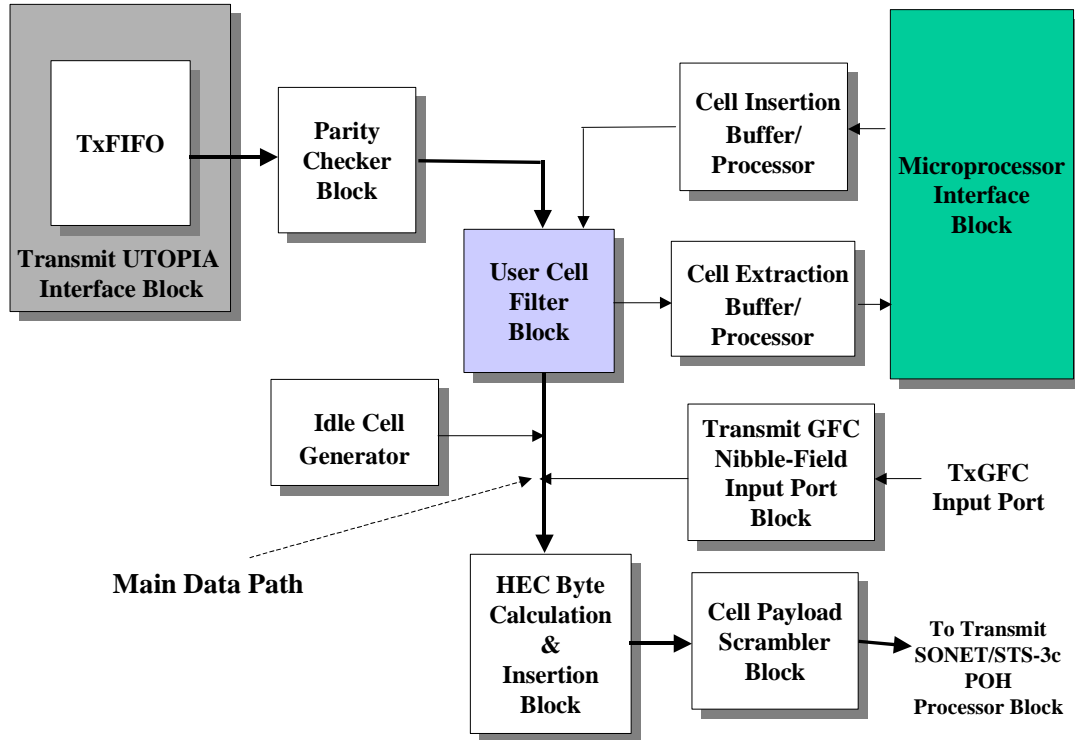 TxFIFO
Transmit UTOPIA
Interface Block
Parity
Checker
Block
Cell Insertion
Buffer/
Processor
Microprocessor
Interface
Block
User Cell
Filter
Block
Cell Extraction
Buffer/
Processor
Idle Cell
Generator
Transmit GFC
Nibble-Field
Input Port
Block
TxGFC
Input Port
Main Data Path
HEC Byte
Calculation
&
Insertion
Block
Cell Payload
Scrambler
Block
To Transmit
SONET/STS-3c
POH
Processor Block